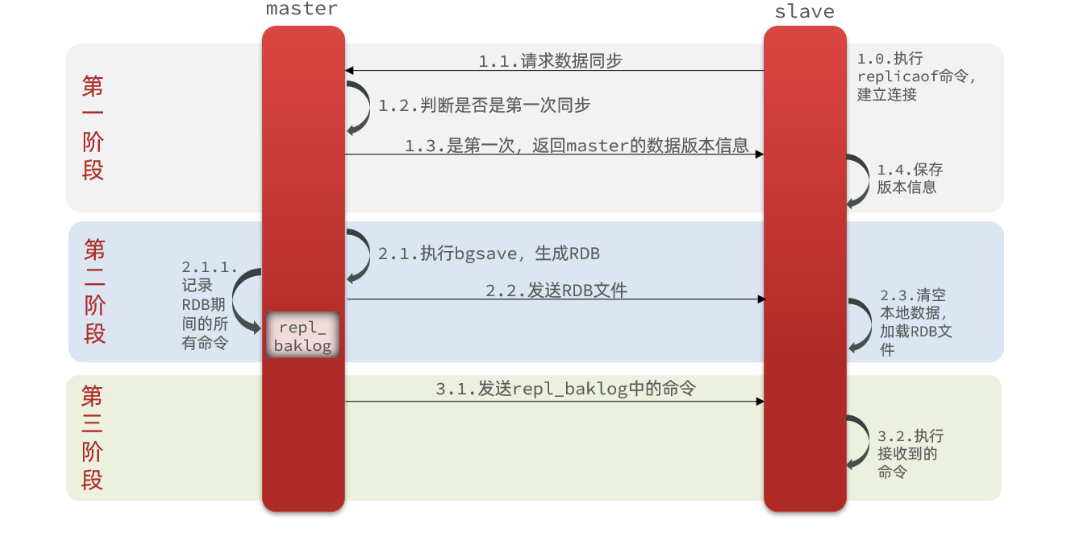 master
slave
第一阶段
1.0.执行
replicaof命令,
建立连接
1.1.请求数据同步
1.2.判断是否是第一次同步
1.3.是第一次，返回master的数据版本信息
1.4.保存
版本信息
第二阶段
2.1.执行bgsave，生成RDB
2.1.1.
记录
RDB期
间的所
有命令
repl_
baklog
2.2.发送RDB文件
2.3.清空
本地数据，
加载RDB文
件
第三阶段
3.1.发送repl_baklog中的命令
3.2.执行
接收到的
命令